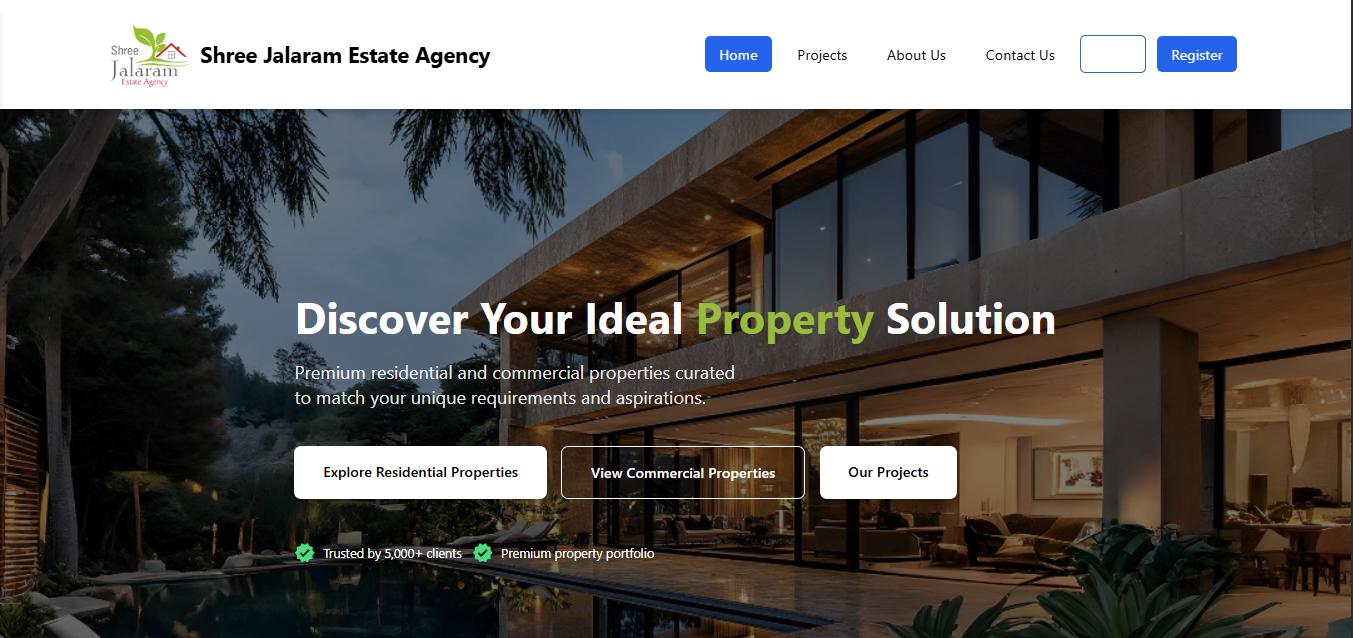 Shree
Jalaram
Estate Agency
Shree Jalaram Estate Agency
Home
Projects
About Us
Contact Us
Register
Discover Your Ideal Property Solution
Premium residential and commercial properties curated
to match your unique requirements and aspirations.
Explore Residential Properties
View Commercial Properties
Our Projects
Trusted by 5,000+ clients
Premium property portfolio